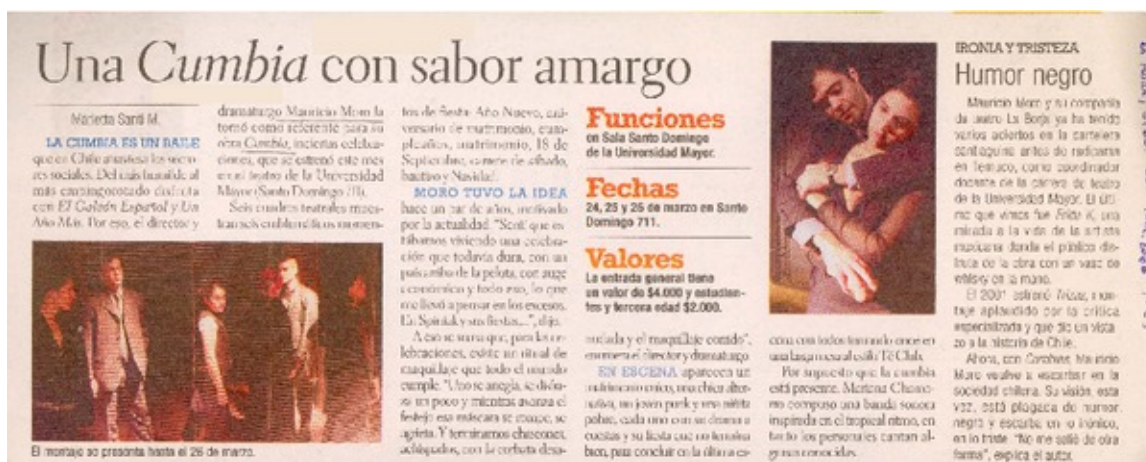 Una Cumbia con sabor amargo
Marietta Santi M.
LA CUMBIA ES UN BAILE
que en Chile atraviesa los secto-
res sociales. Del más humilde al
más empingorotado disfruta
con El Galeón Español y Un
Año Más. Por eso, el director y
dramaturgo Mauricio Moro la
tomó como referente para su
obra Cumbia, inciertas celebra-
ciones, que se estrenó este mes
en el teatro de la Universidad
Mayor (Santo Domingo 711).
Seis cuadros teatrales mues-
tran seis emblemáticos momen-
tos de fiesta: Año Nuevo, ani-
versario de matrimonio, cum-
pleaños, matrimonio, 18 de
Septiembre, de sábado,
bautizo y Navidad.
MORO TUVO LA IDEA
hace un par de años, motivado
por la actualidad. "Sentí que es-
tábamos viviendo una celebra-
ción que todavía dura, con un
país arriba de la pelota, con auge
económico y todo eso, lo que
me llevó a pensar en los excesos.
En Spiniak y sus fiestas...", dijo.
A eso se suma que, para las ce-
lebraciones, existe un ritual de
maquillaje que todo el mundo
cumple. "Uno se arregla, se disfra-
za un poco y mientras avanza el
festejo esa máscara se rompe, se
agrieta. Y terminamos chascones,
achispados, con la corbata desa-
nudada y el maquillaje corrido",
enumera el director y dramaturgo.
EN ESCENA aparecen un
matrimonio una chica alter-
nativa, un joven punk y una niñita
pobre, cada uno con su drama a
cuestas y su fiesta que no termina
bien, para concluir en la última es-
cena con todos tomando once en
una larga mesa al estilo Té Club.
Por supuesto que la cumbia
está presente. Mariana
compuso una banda sonora
inspirada en el tropical ritmo, en
tanto los personajes cantan al-
gunas conocidas.
El montaje se presenta hasta el 26 de marzo.
Funciones
en Sala Santo Domingo
de la Universidad Mayor.
Fechas
24, 25 y 26 de marzo en Santo
Domingo 711.
Valores
La entrada general tiene
un valor de $4.000 y estudian-
tes y tercera edad $2.000.
IRONIA Y TRISTEZA
Humor negro
Mauricio Moro y su compañía
de teatro La Borja ya ha tenido
varios aciertos en la cartelera
santiaguina antes de radicarse
en Temuco, como coordinador
docente de la carrera de teatro
de la Universidad Mayor. El últi-
mo que vimos fue Frida K, una
mirada a la vida de la artista
mexicana donde el público dis-
fruta de la obra con un vaso de
whisky en la mano.
El 2001 estrenó mon-
taje aplaudido por la crítica
especializada y que dio un vista-
zo a la historia de Chile.
Ahora, con Mauricio
Moro vuelve a escarbar en la
sociedad chilena. Su visión, esta
vez, está plagada de humor
negro y escarba en lo irónico,
en lo triste. "No me salió de otra
forma", explica el autor.